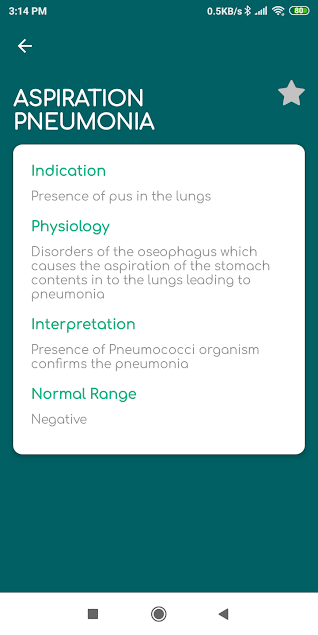 3:14 PM
0.5KB/s
80
ASPIRATION
PNEUMONIA
Indication
Presence of pus in the lungs
Physiology
Disorders of the oseophagus which
causes the aspiration of the stomach
contents in to the lungs leading to
pneumonia
Interpretation
Presence of Pneumococci organism
confirms the pneumonia
Normal Range
Negative